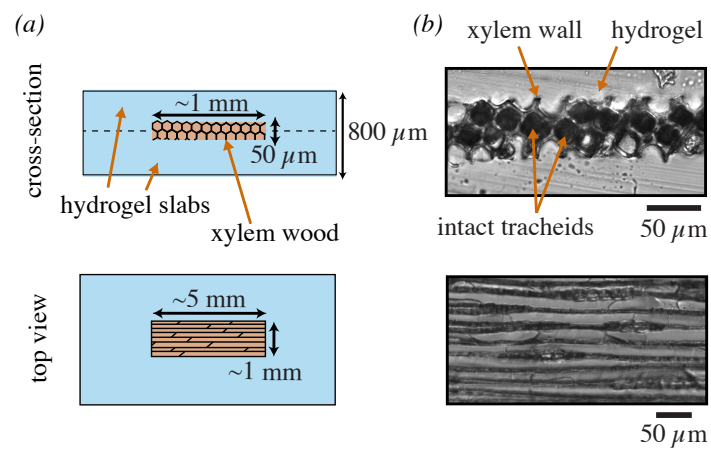 (a)
cross-section
~1 mm
50 μm
800 μm
hydrogel slabs
xylem wood
top view
~5 mm
~1 mm
(b)
xylem wall
hydrogel
intact tracheids
50 μm
50 μm